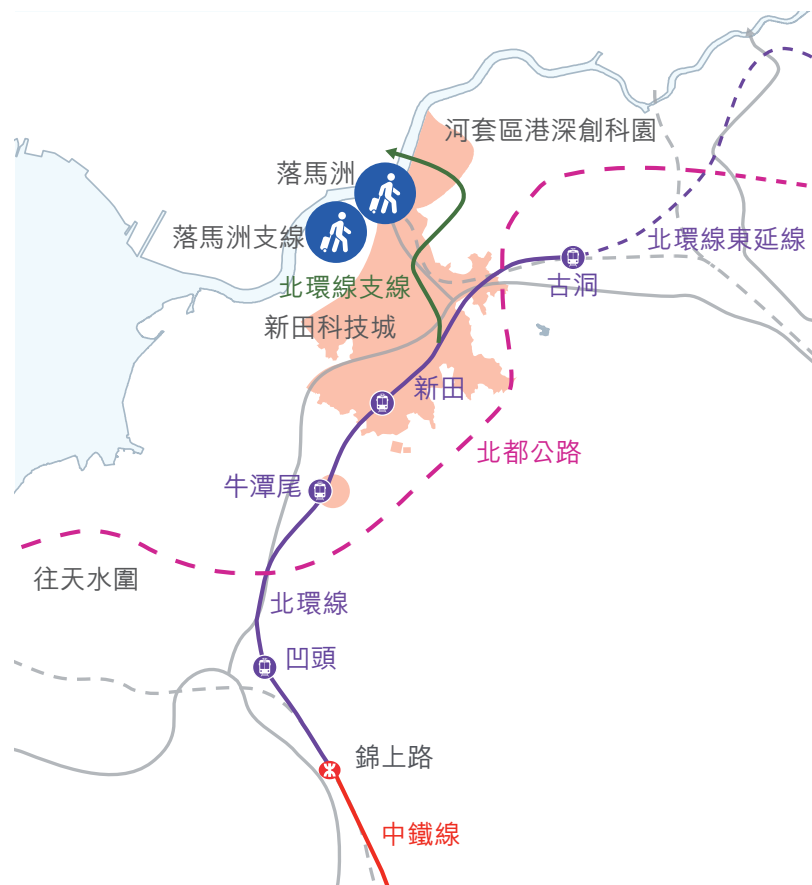 河套區港深創科園
落馬洲
落馬洲支線
北環線東延線
北環線支線
古洞
新田科技城
新田
北都公路
牛潭尾
往天水圍
北環線
凹頭
錦上路
中鐵線